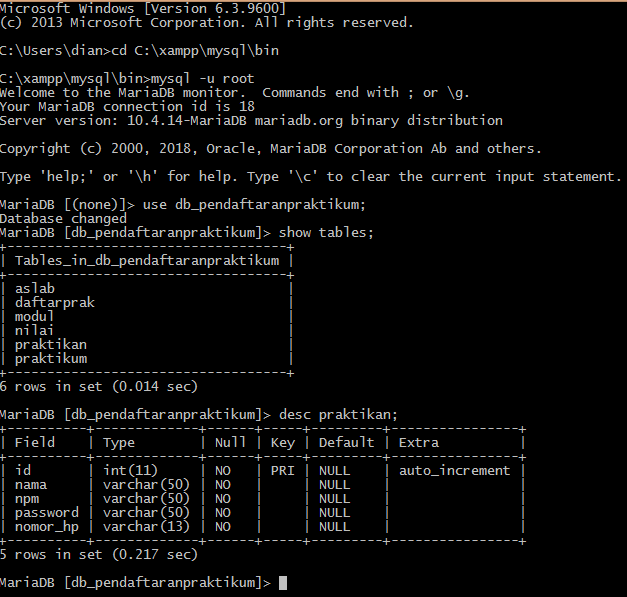 Microsoft Windows [Version 6.3.9600]
(c) 2013 Microsoft Corporation. All rights reserved.
C:\Users\dian>cd C:\xampp\mysql\bin
C:\xampp\mysql\bin>mysql -u root
Welcome to the MariaDB monitor.  Commands end with ; or \g.
Your MariaDB connection id is 18
Server version: 10.4.14-MariaDB mariadb.org binary distribution
Copyright (c) 2000, 2018, Oracle, MariaDB Corporation Ab and others.
Type 'help;' or '\h' for help. Type '\c' to clear the current input statement.
MariaDB [(none)]> use db_pendaftaranpraktikum;
Database changed
MariaDB [db_pendaftaranpraktikum]> show tables;
+-----------------------------------+
| Tables_in_db_pendaftaranpraktikum |
+-----------------------------------+
| aslab                             |
| daftarprak                        |
| modul                             |
| nilai                             |
| praktikan                         |
| praktikum                         |
+-----------------------------------+
6 rows in set (0.014 sec)
MariaDB [db_pendaftaranpraktikum]> desc praktikan;
+----------+-------------+------+-----+---------+----------------+
| Field    | Type        | Null | Key | Default | Extra          |
+----------+-------------+------+-----+---------+----------------+
| id       | int(11)     | NO   | PRI | NULL    | auto_increment |
| nama     | varchar(50) | NO   |     | NULL    |                |
| npm      | varchar(50) | NO   |     | NULL    |                |
| password | varchar(50) | NO   |     | NULL    |                |
| nomor_hp | varchar(13) | NO   |     | NULL    |                |
+----------+-------------+------+-----+---------+----------------+
5 rows in set (0.217 sec)
MariaDB [db_pendaftaranpraktikum]>